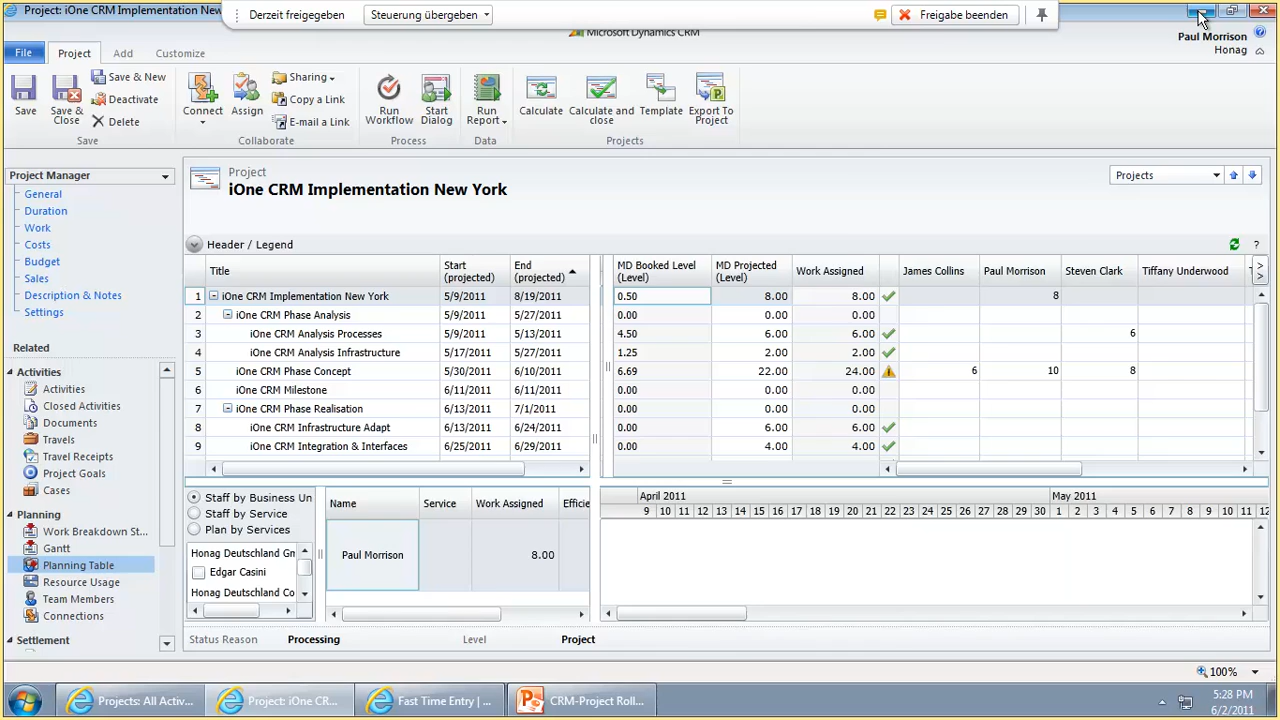 Project: iOne CRM Implementation New
Derzeit freigegeben
Steuerung übergeben
Freigabe beenden
Microsoft Dynamics CRM
Paul Morrison
Honag
File Project Add Customize
Save
Save & Close
Save & New
Deactivate
Delete
Save
Connect
Assign
Sharing
Copy a Link
E-mail a Link
Collaborate
Run Workflow
Start Dialog
Process
Run Report
Data
Calculate
Calculate and close
Template
Export To Project
Projects
Project Manager
General
Duration
Work
Costs
Budget
Sales
Description & Notes
Settings
Related
Activities
Activities
Closed Activities
Documents
Travels
Travel Receipts
Project Goals
Cases
Planning
Work Breakdown St...
Gantt
Planning Table
Resource Usage
Team Members
Connections
Settlement
Project
iOne CRM Implementation New York
Projects
Header / Legend
?
Title Start (projected) End (projected) MD Booked Level (Level) MD Projected (Level) Work Assigned James Collins Paul Morrison Steven Clark Tiffany Underwood
1 iOne CRM Implementation New York 5/9/2011 8/19/2011 0.50 8.00 8.00 8
2 iOne CRM Phase Analysis 5/9/2011 5/27/2011 0.00 0.00 0.00
3 iOne CRM Analysis Processes 5/9/2011 5/13/2011 4.50 6.00 6.00 6
4 iOne CRM Analysis Infrastructure 5/17/2011 5/27/2011 1.25 2.00 2.00
5 iOne CRM Phase Concept 5/30/2011 6/10/2011 6.69 22.00 24.00 6 10 8
6 iOne CRM Milestone 6/11/2011 6/11/2011 0.00 0.00 0.00
7 iOne CRM Phase Realisation 6/13/2011 7/1/2011 0.00 0.00 0.00
8 iOne CRM Infrastructure Adapt 6/13/2011 6/24/2011 0.00 6.00 6.00
9 iOne CRM Integration & Interfaces 6/25/2011 6/29/2011 0.00 4.00 4.00
Staff by Business Un
Staff by Service
Plan by Services
Honag Deutschland Gm
Edgar Casini
Honag Deutschland Co
Name Service Work Assigned Efficie
Paul Morrison 8.00
April 2011 May 2011
9 10 11 12 13 14 15 16 17 18 19 20 21 22 23 24 25 26 27 28 29 30 1 2 3 4 5 6 7 8 9 10 11 12
Status Reason Processing Level Project
100%
Projects: All Activ...
Project: iOne CR...
Fast Time Entry | ...
CRM-Project Roll...
5:28 PM
6/2/2011